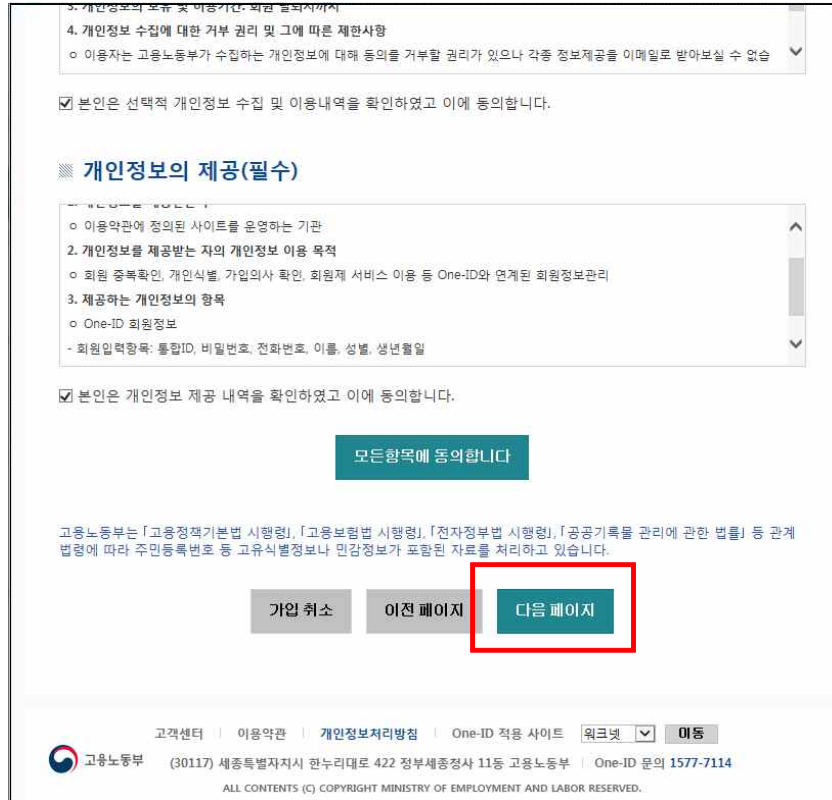 3. 개인정보의 보유 및 이용기간: 회원 탈퇴시까지
4. 개인정보 수집에 대한 거부 권리 및 그에 따른 제한사항
ㅇ 이용자는 고용노동부가 수집하는 개인정보에 대해 동의를 거부할 권리가 있으나 각종 정보제공을 이메일로 받아보실 수 없습
본인은 선택적 개인정보 수집 및 이용내역을 확인하였고 이에 동의합니다.
개인정보의 제공(필수)
ㅇ 이용약관에 정의된 사이트를 운영하는 기관
2. 개인정보를 제공받는 자의 개인정보 이용 목적
ㅇ 회원 중복확인, 개인식별, 가입의사 확인, 회원제 서비스 이용 등 One-ID와 연계된 회원정보관리
3. 제공하는 개인정보의 항목
ㅇ One-ID 회원정보
- 회원입력항목: 통합ID, 비밀번호, 전화번호, 이름, 성별, 생년월일
본인은 개인정보 제공 내역을 확인하였고 이에 동의합니다.
모든항목에 동의합니다
고용노동부는 「고용정책기본법 시행령」, 「고용보험법 시행령」, 「전자정부법 시행령」, 「공공기록물 관리에 관한 법률」 등 관계
법령에 따라 주민등록번호 등 고유식별정보나 민감정보가 포함된 자료를 처리하고 있습니다.
가입 취소 이전 페이지 다음 페이지
고객센터 | 이용약관 | 개인정보처리방침 | One-ID 적용 사이트 워크넷 이동
고용노동부 (30117) 세종특별자치시 한누리대로 422 정부세종청사 11동 고용노동부 | One-ID 문의 1577-7114
ALL CONTENTS (C) COPYRIGHT MINISTRY OF EMPLOYMENT AND LABOR RESERVED.